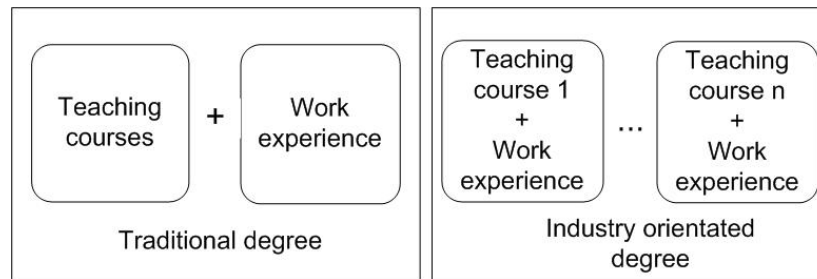 Teaching
courses
+
Work
experience
Traditional degree
Teaching
course 1
+
Work
experience
...
Teaching
course n
+
Work
experience
Industry orientated
degree